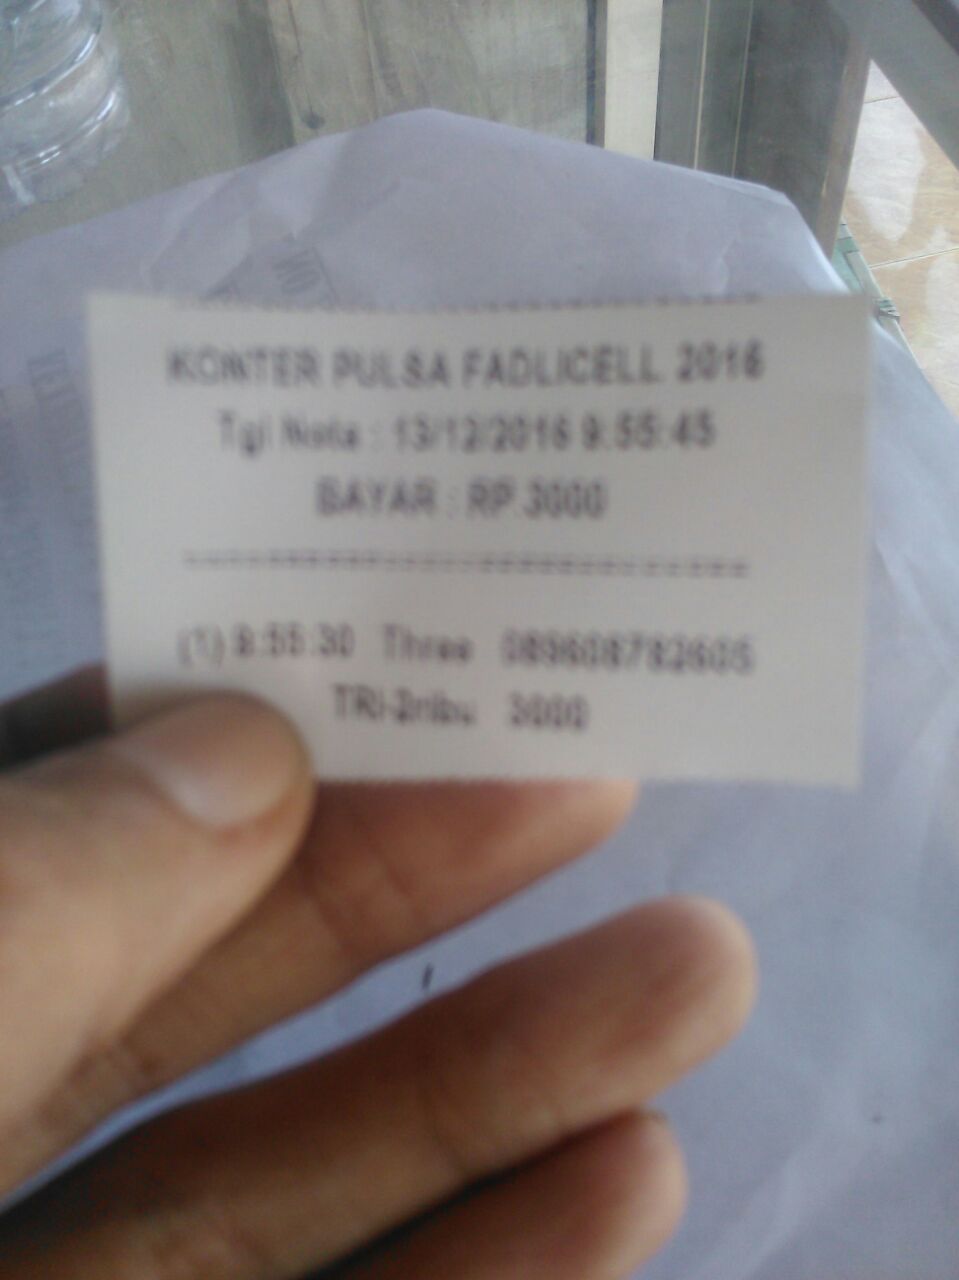 KONTER PULSA FADLICELL 2016
Tgl Nota : 13/12/2016 9:55:45
BAYAR : RP.3000
(1) 9:55:30 Three 089608782605
TRI-2ribu 3000